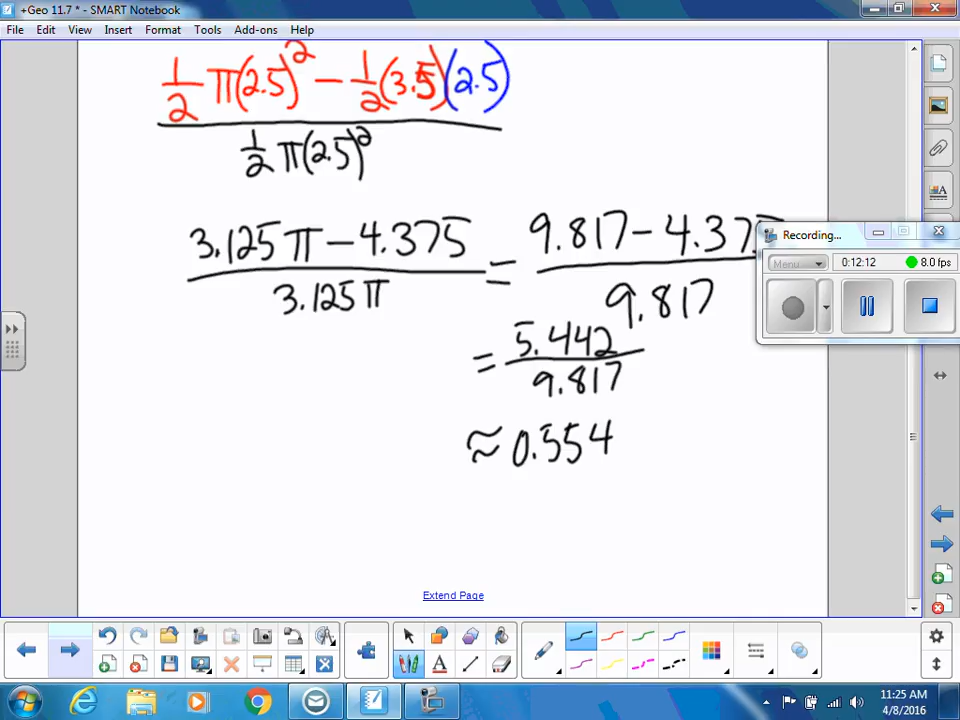 +Geo 11.7 * - SMART Notebook
File Edit View Insert Format Tools Add-ons Help
1/2 π(2.5)² − 1/2(3.5)(2.5)
1/2 π(2.5)²
3.125π − 4.375 = 9.817 − 4.375
3.125π 9.817
= 5.442
9.817
≈ 0.554
Recording...
Menu 0:12:12 8.0 fps
Extend Page
11:25 AM
4/8/2016